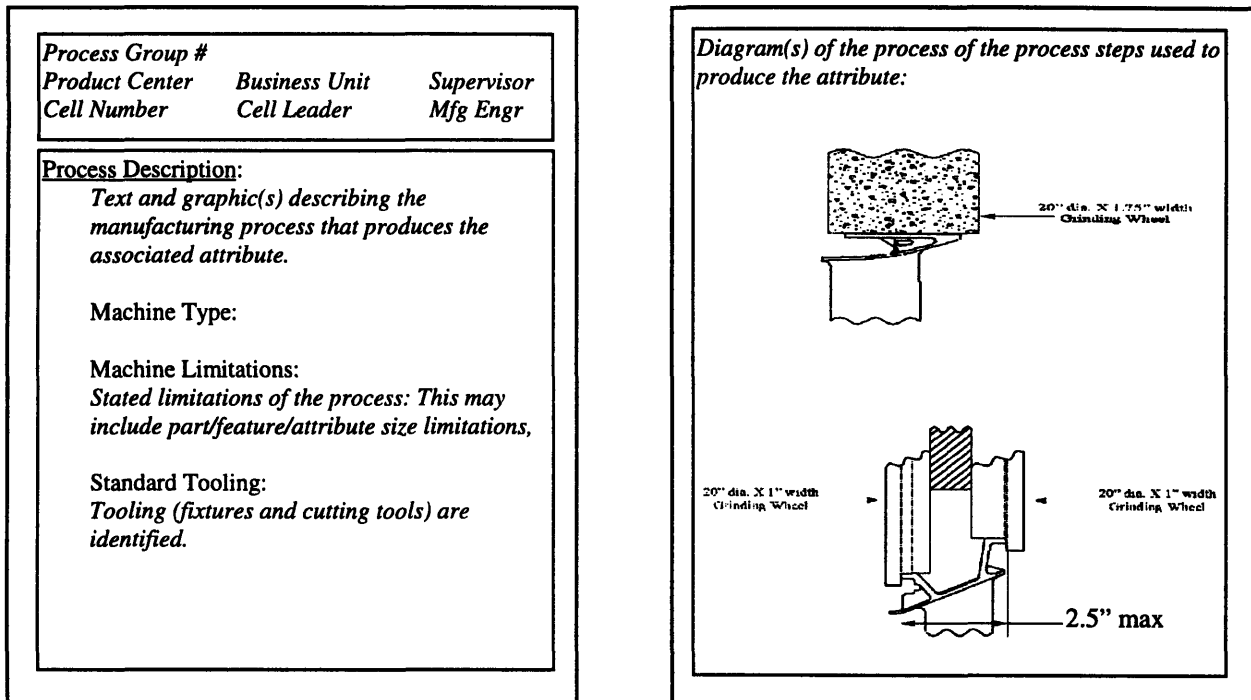 Process Group #
Product Center Business Unit Supervisor
Cell Number Cell Leader Mfg Engr
Process Description:
Text and graphic(s) describing the
manufacturing process that produces the
associated attribute.
Machine Type:
Machine Limitations:
Stated limitations of the process: This may
include part/feature/attribute size limitations,
Standard Tooling:
Tooling (fixtures and cutting tools) are
identified.
Diagram(s) of the process of the process steps used to
produce the attribute:
20" dia. X 1.75" width
Grinding Wheel
20" dia. X 1" width
Grinding Wheel
20" dia. X 1" width
Grinding Wheel
2.5" max